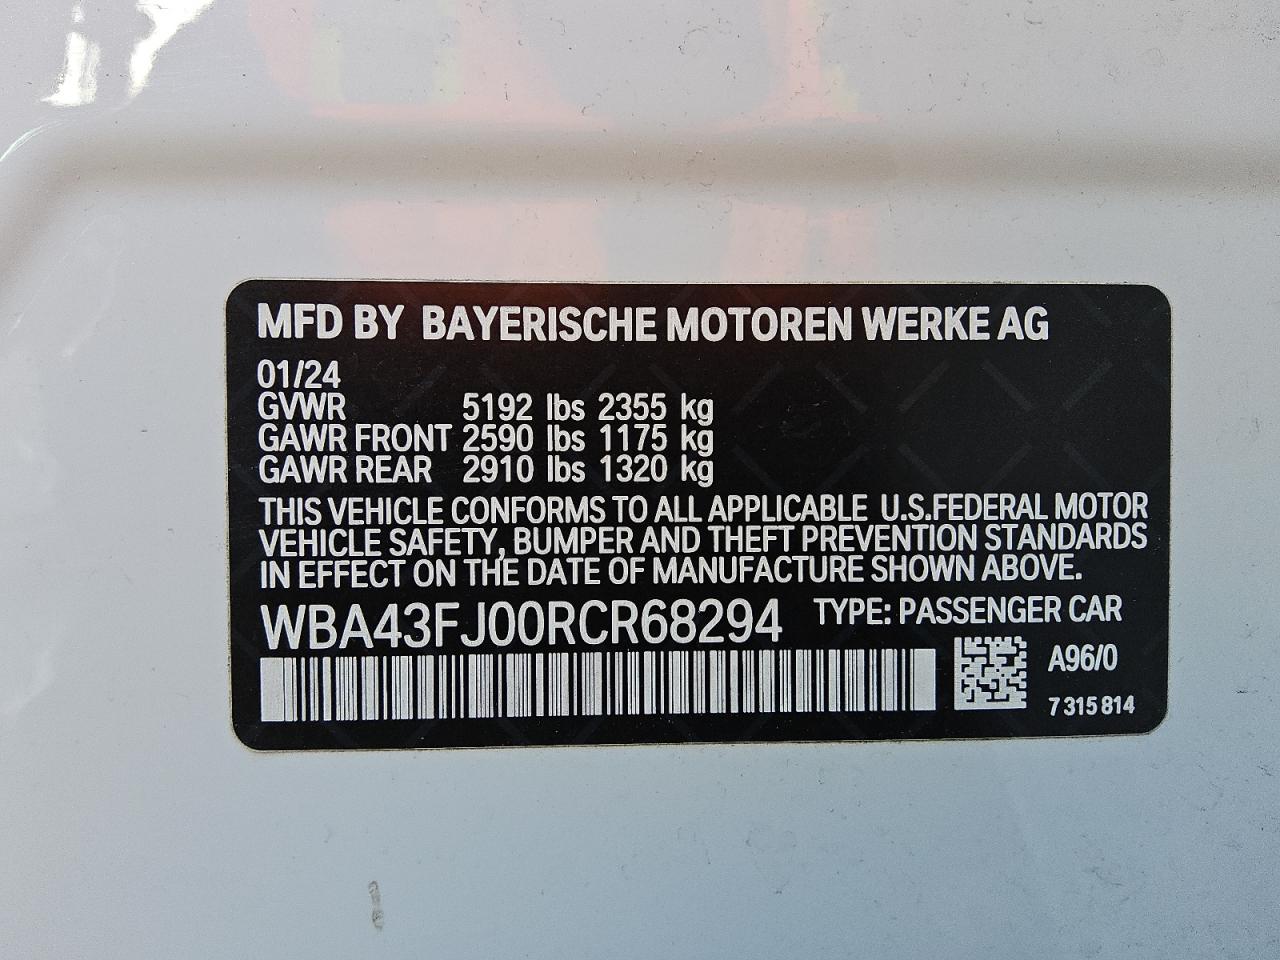 MFD BY BAYERISCHE MOTOREN WERKE AG
01/24
GVWR 5192 lbs 2355 kg
GAWR FRONT 2590 lbs 1175 kg
GAWR REAR 2910 lbs 1320 kg
THIS VEHICLE CONFORMS TO ALL APPLICABLE U.S.FEDERAL MOTOR
VEHICLE SAFETY, BUMPER AND THEFT PREVENTION STANDARDS
IN EFFECT ON THE DATE OF MANUFACTURE SHOWN ABOVE.
WBA43FJ00RCR68294 TYPE: PASSENGER CAR
A96/0
7 315 814